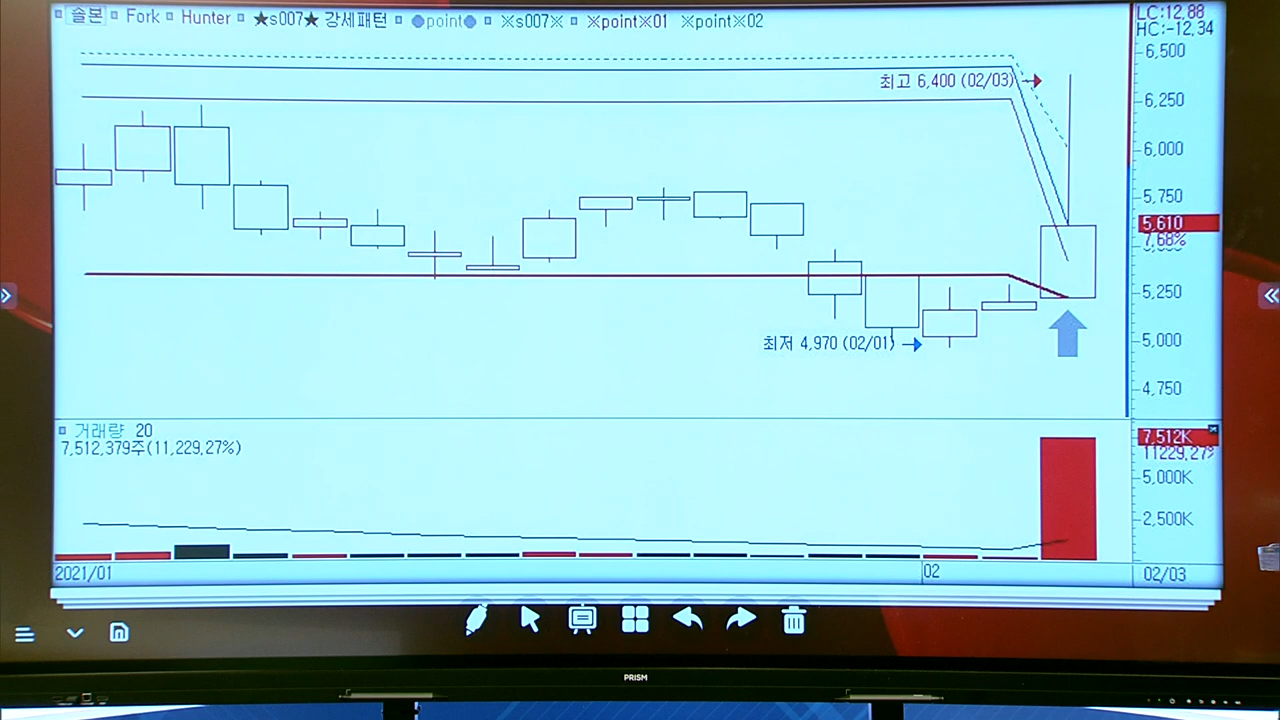 솔본 Fork Hunter ★s007★ 강세패턴 ●point● ※s007※ ※point※01 ※point※02
LC:12.88
HC:-12.34
6,500
최고 6,400 (02/03)
6,250
6,000
5,750
5,610
7.68%
5,250
최저 4,970 (02/01)
5,000
4,750
거래량 20
7,512,379주(11,229.27%)
7,512K
11229.27%
5,000K
2,500K
2021/01
02
02/03
PRISM